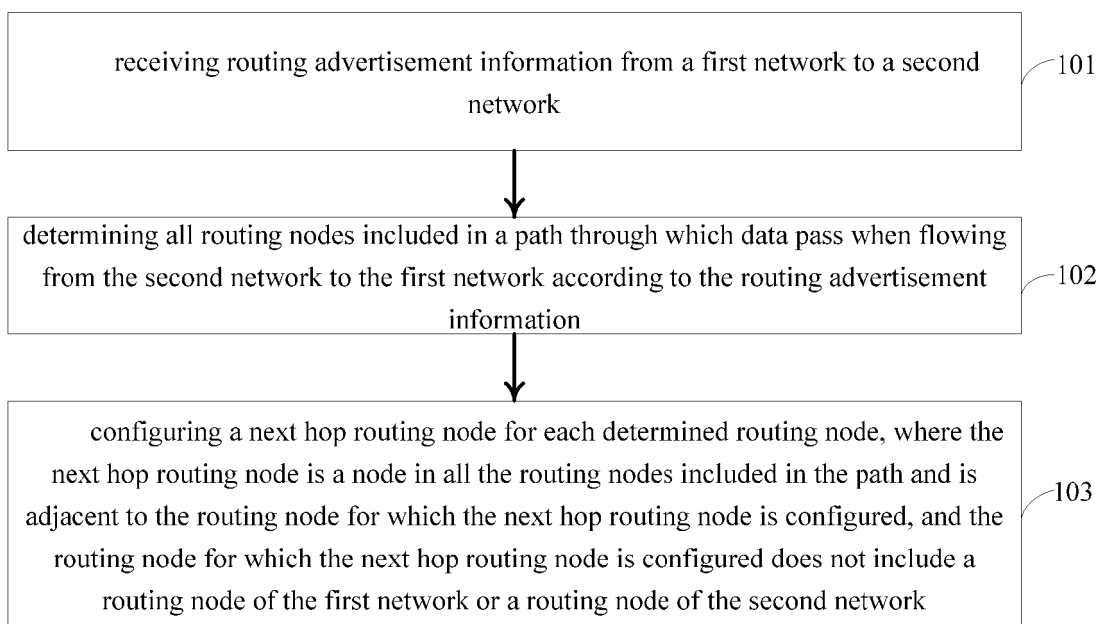 receiving routing advertisement information from a first network to a second
network
101
determining all routing nodes included in a path through which data pass when flowing
from the second network to the first network according to the routing advertisement
information
102
configuring a next hop routing node for each determined routing node, where the
next hop routing node is a node in all the routing nodes included in the path and is
adjacent to the routing node for which the next hop routing node is configured, and the
routing node for which the next hop routing node is configured does not include a
routing node of the first network or a routing node of the second network
103